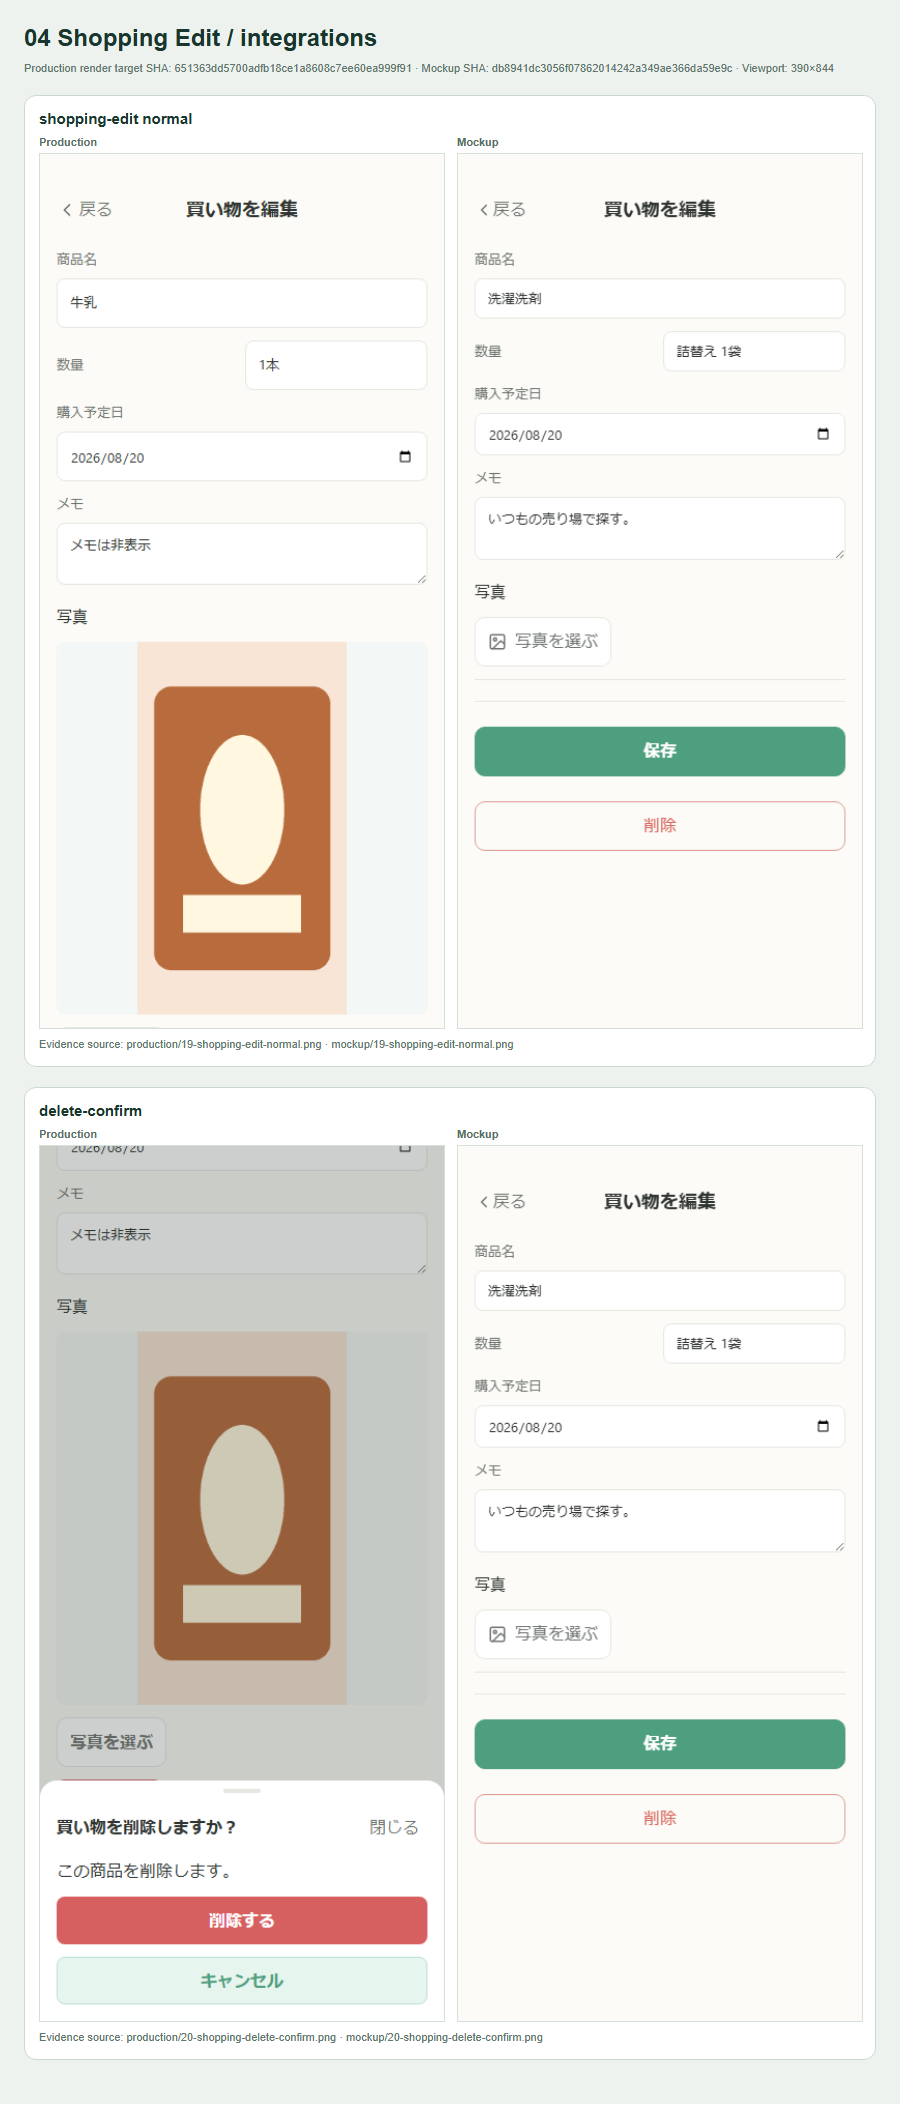 04 Shopping Edit / integrations
Production render target SHA: 651363dd5700adfb18ce1a8608c7ee60ea999f91 · Mockup SHA: db8941dc3056f07862014242a349ae366da59e9c · Viewport: 390×844
shopping-edit normal
Production
戻る
買い物を編集
商品名
牛乳
数量
1本
購入予定日
2026/08/20
メモ
メモは非表示
写真
Mockup
戻る
買い物を編集
商品名
洗濯洗剤
数量
詰替え 1袋
購入予定日
2026/08/20
メモ
いつもの売り場で探す。
写真
写真を選ぶ
保存
削除
Evidence source: production/19-shopping-edit-normal.png · mockup/19-shopping-edit-normal.png
delete-confirm
Production
2026/08/20
メモ
メモは非表示
写真
写真を選ぶ
買い物を削除しますか？
閉じる
この商品を削除します。
削除する
キャンセル
Mockup
戻る
買い物を編集
商品名
洗濯洗剤
数量
詰替え 1袋
購入予定日
2026/08/20
メモ
いつもの売り場で探す。
写真
写真を選ぶ
保存
削除
Evidence source: production/20-shopping-delete-confirm.png · mockup/20-shopping-delete-confirm.png